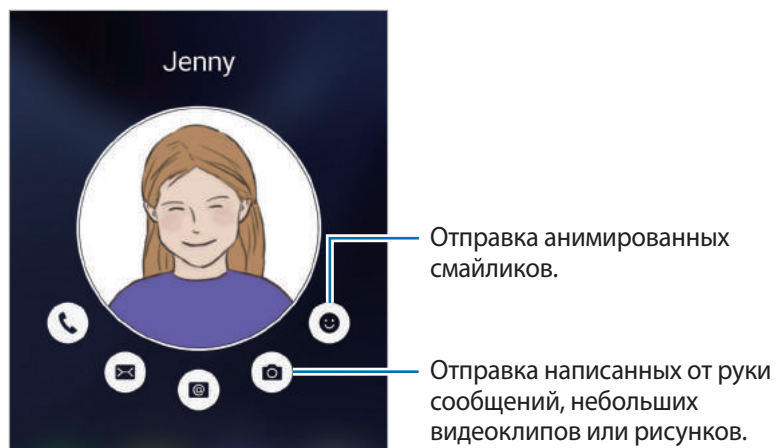 Jenny
Отправка анимированных
смайликов.
Отправка написанных от руки
сообщений, небольших
видеоклипов или рисунков.